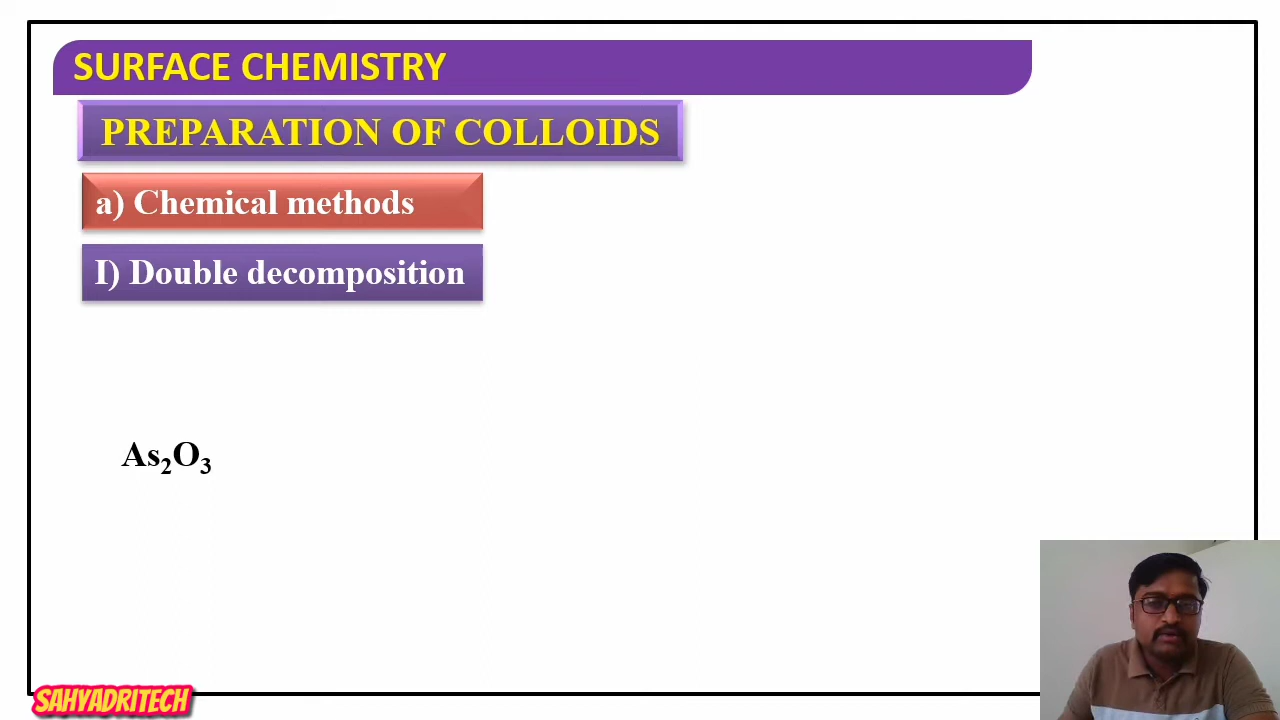 SURFACE CHEMISTRY
PREPARATION OF COLLOIDS
a) Chemical methods
I) Double decomposition
As₂O₃
SAHYADRITECH